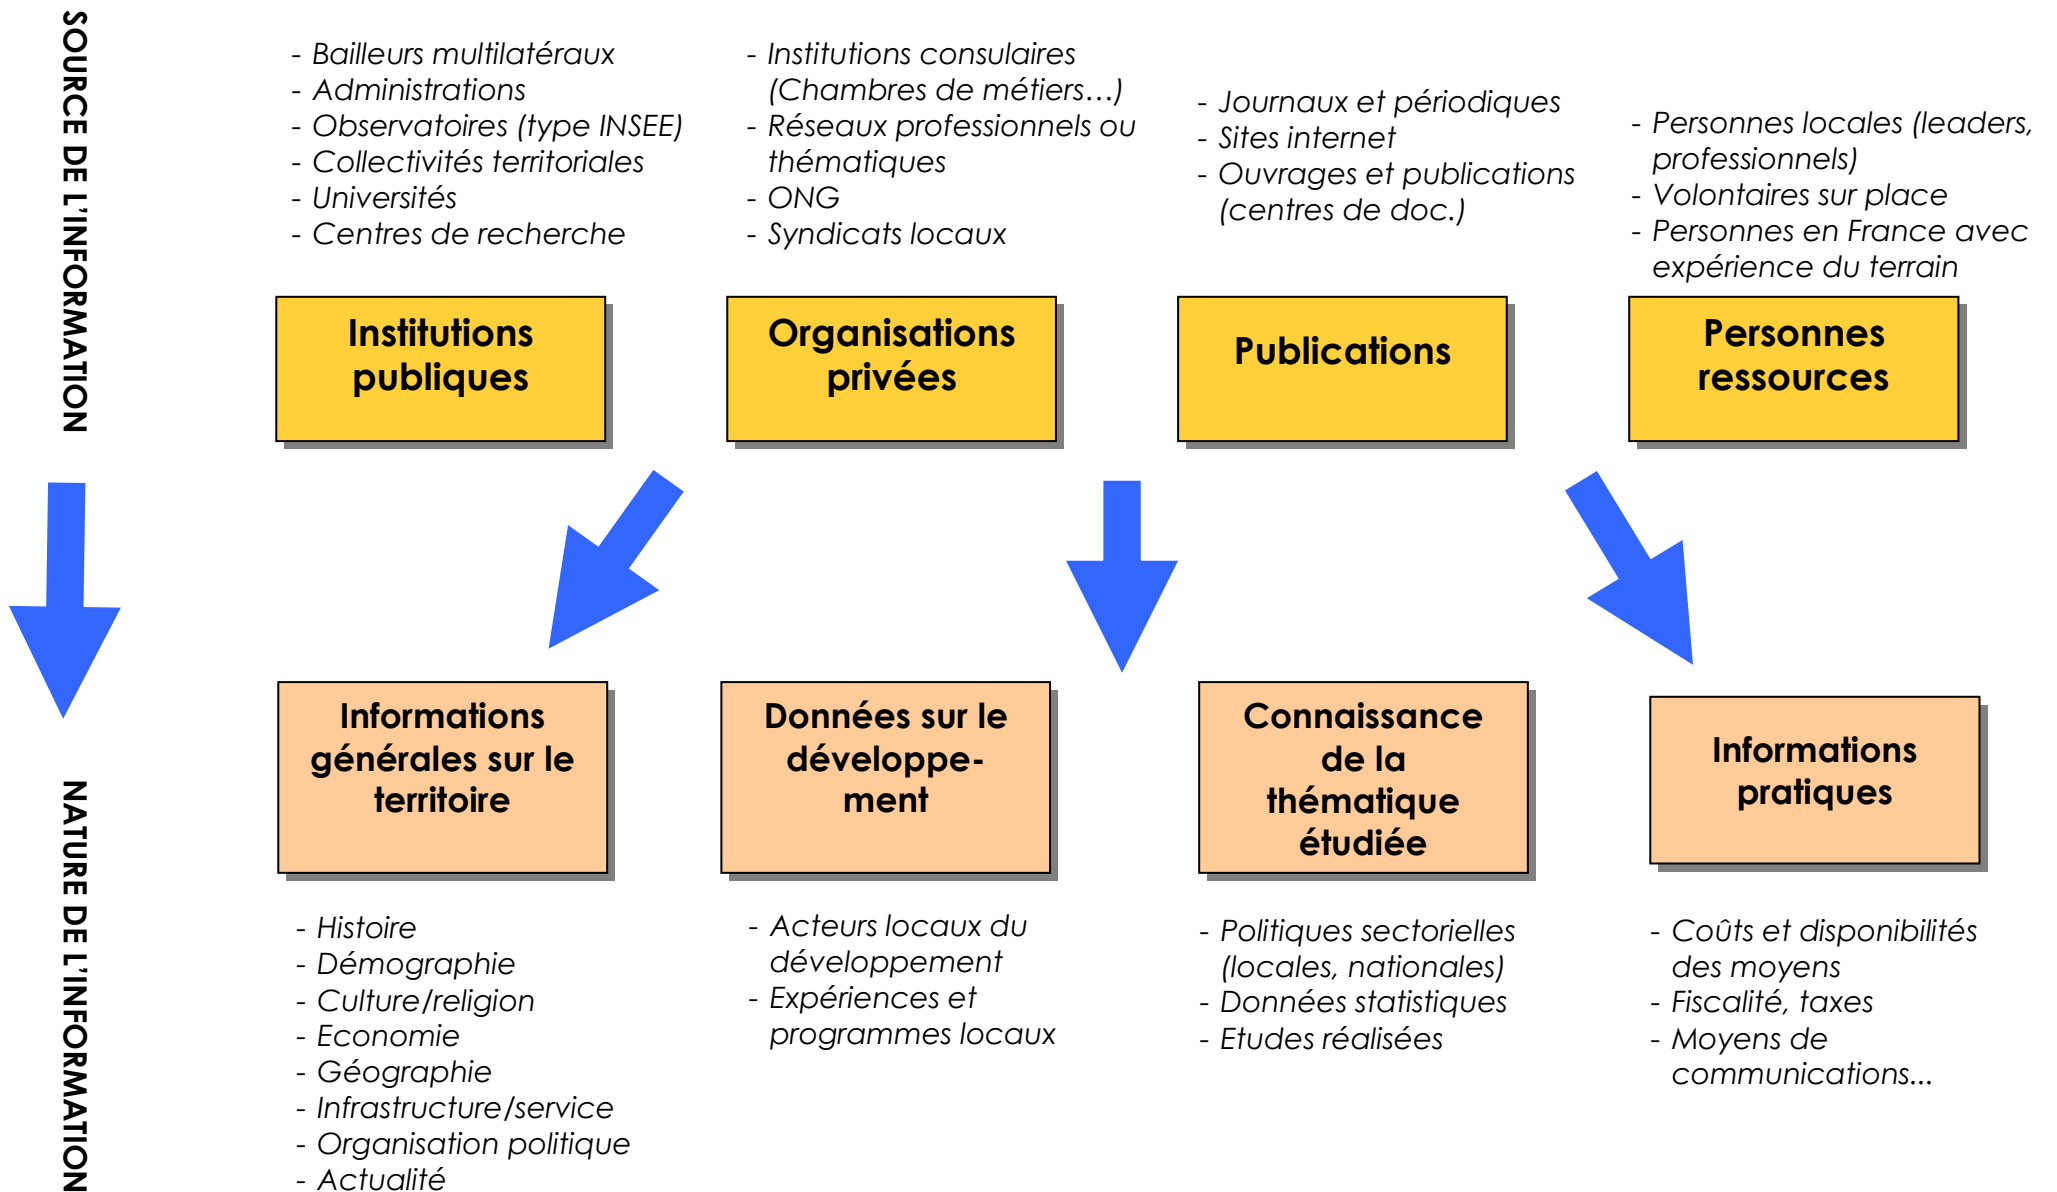 SOURCE DE L'INFORMATION
- Bailleurs multilatéraux
- Administrations
- Observatoires (type INSEE)
- Collectivités territoriales
- Universités
- Centres de recherche
- Institutions consulaires
(Chambres de métiers…)
- Réseaux professionnels ou
thématiques
- ONG
- Syndicats locaux
- Journaux et périodiques
- Sites internet
- Ouvrages et publications
(centres de doc.)
- Personnes locales (leaders,
professionnels)
- Volontaires sur place
- Personnes en France avec
expérience du terrain
Institutions
publiques
Organisations
privées
Publications
Personnes
ressources
NATURE DE L'INFORMATION
Informations
générales sur le
territoire
Données sur le
développe-
ment
Connaissance
de la
thématique
étudiée
Informations
pratiques
- Histoire
- Démographie
- Culture/religion
- Economie
- Géographie
- Infrastructure/service
- Organisation politique
- Actualité
- Acteurs locaux du
développement
- Expériences et
programmes locaux
- Politiques sectorielles
(locales, nationales)
- Données statistiques
- Etudes réalisées
- Coûts et disponibilités
des moyens
- Fiscalité, taxes
- Moyens de
communications...